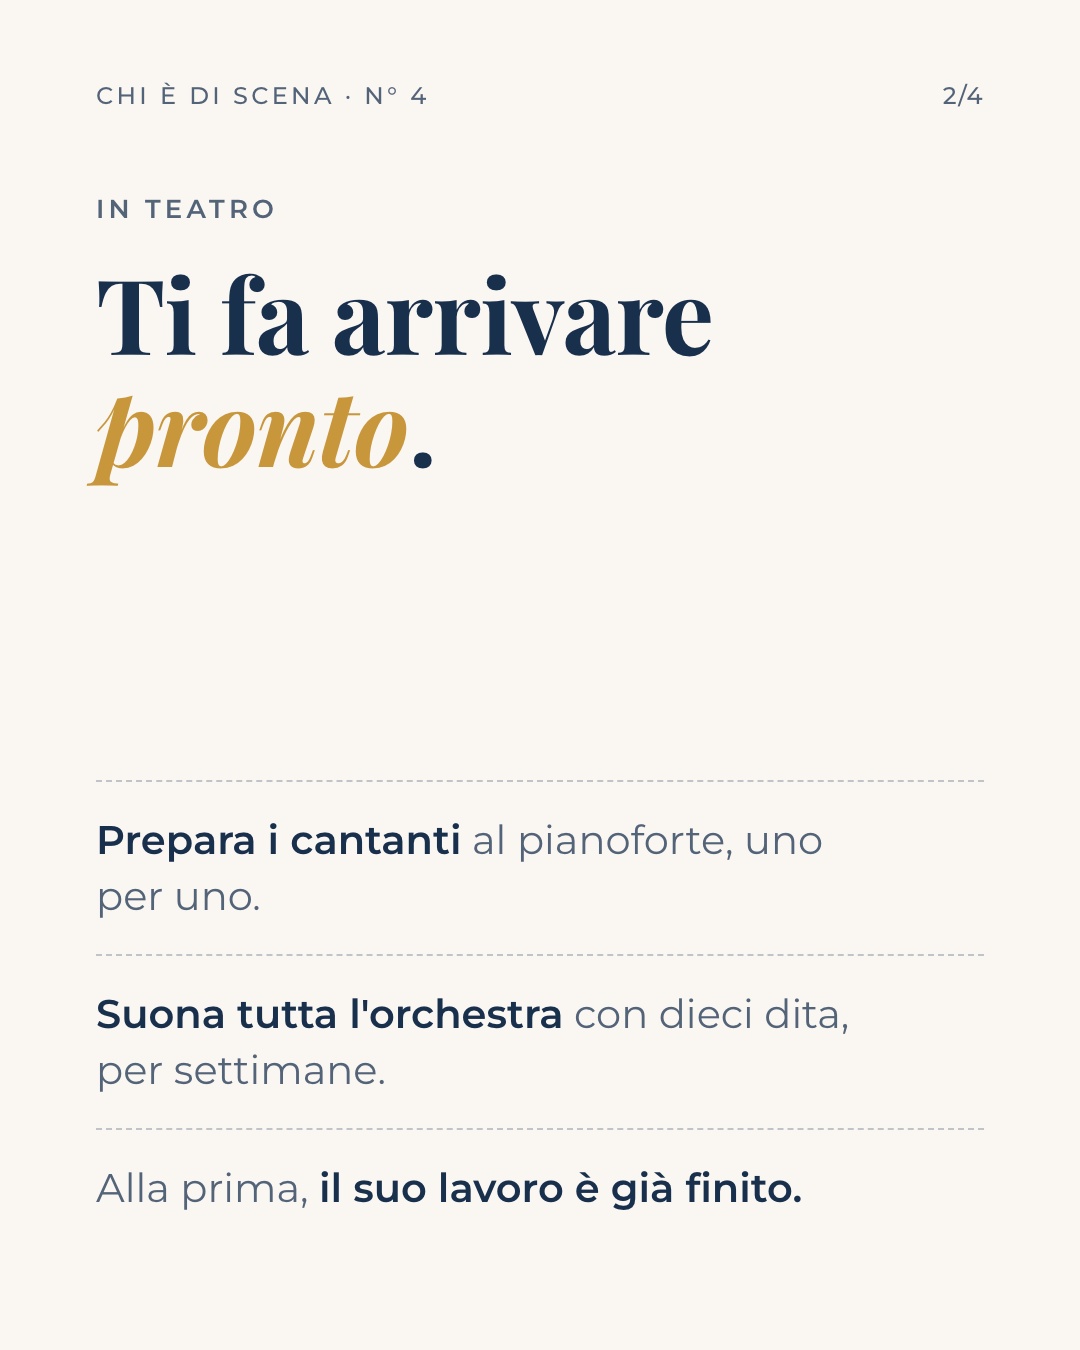 CHI È DI SCENA · N° 4
2/4
IN TEATRO
Ti fa arrivare
pronto.
Prepara i cantanti al pianoforte, uno
per uno.
Suona tutta l'orchestra con dieci dita,
per settimane.
Alla prima, il suo lavoro è già finito.